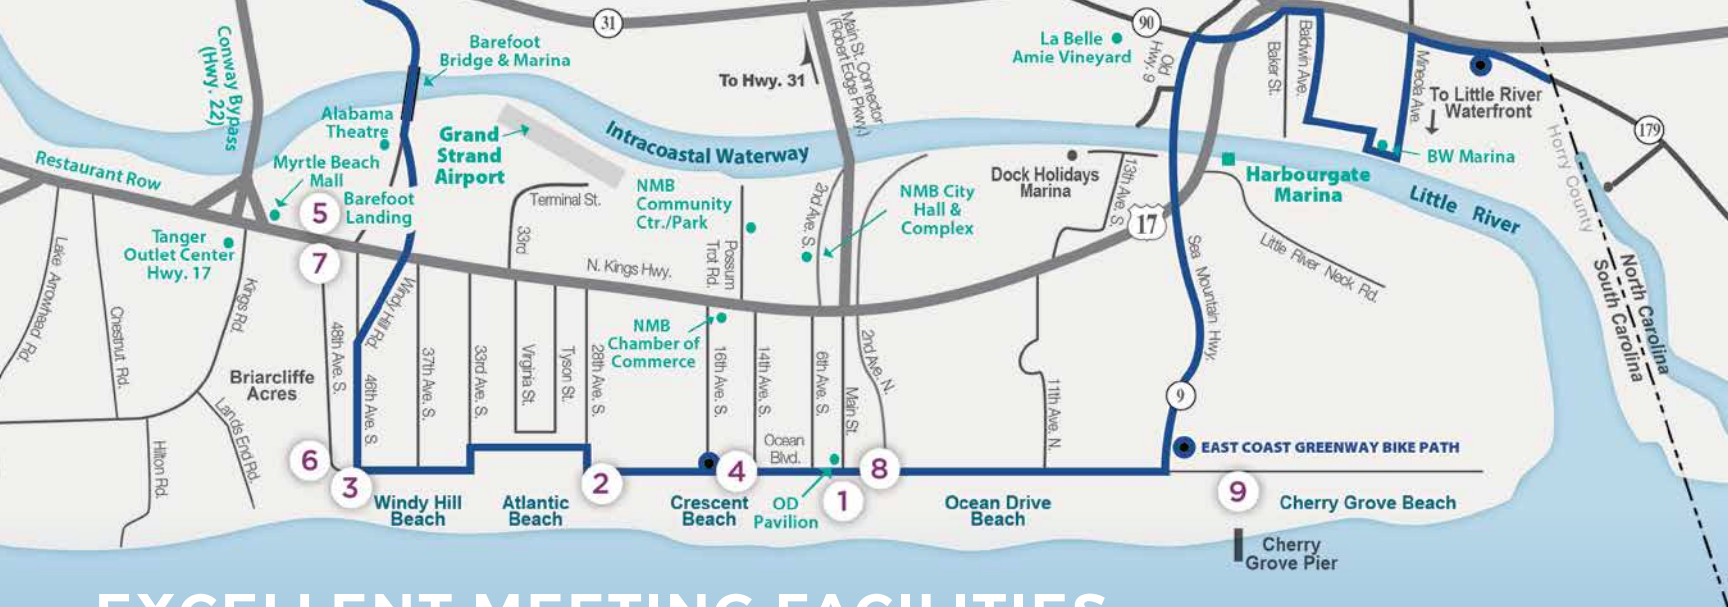 31
90
Conway Bypass
(Hwy. 22)
Barefoot
Bridge & Marina
To Hwy. 31
Main St. Connector
(Robert Edge Pkwy.)
La Belle
Amie Vineyard
Old
Hwy. 9
Baker St.
Baldwin Ave.
Mineola Ave.
To Little River
Waterfront
179
Alabama
Theatre
Grand
Strand
Airport
Intracoastal Waterway
Restaurant Row
Myrtle Beach
Mall
5
Barefoot
Landing
Terminal St.
33rd
NMB
Community
Ctr./Park
Possum
Trot Rd.
2nd Ave. S.
NMB City
Hall &
Complex
Dock Holidays
Marina
13th Ave. S.
17
Harbourgate
Marina
BW Marina
Little River
Horry County
North Carolina
South Carolina
Tanger
Outlet Center
Hwy. 17
7
N. Kings Hwy.
Sea Mountain Hwy.
Little River Neck Rd.
Lake Arrowhead Rd.
Chestnut Rd.
Kings Rd.
Windy Hill Rd.
Briarcliffe
Acres
Lands End Rd.
Hilton Rd.
48th Ave. S.
46th Ave. S.
37th Ave. S.
33rd Ave. S.
Virginia St.
Tyson St.
28th Ave. S.
NMB
Chamber of
Commerce
16th Ave. S.
14th Ave. S.
6th Ave. S.
Main St.
2nd Ave. N.
11th Ave. N.
9
Ocean
Blvd.
EAST COAST GREENWAY BIKE PATH
6
3
2
4
1
8
9
Windy Hill
Beach
Atlantic
Beach
Crescent
Beach
OD
Pavilion
Ocean Drive
Beach
Cherry Grove Beach
Cherry
Grove Pier
EXCELLENT MEETING FACILITIES